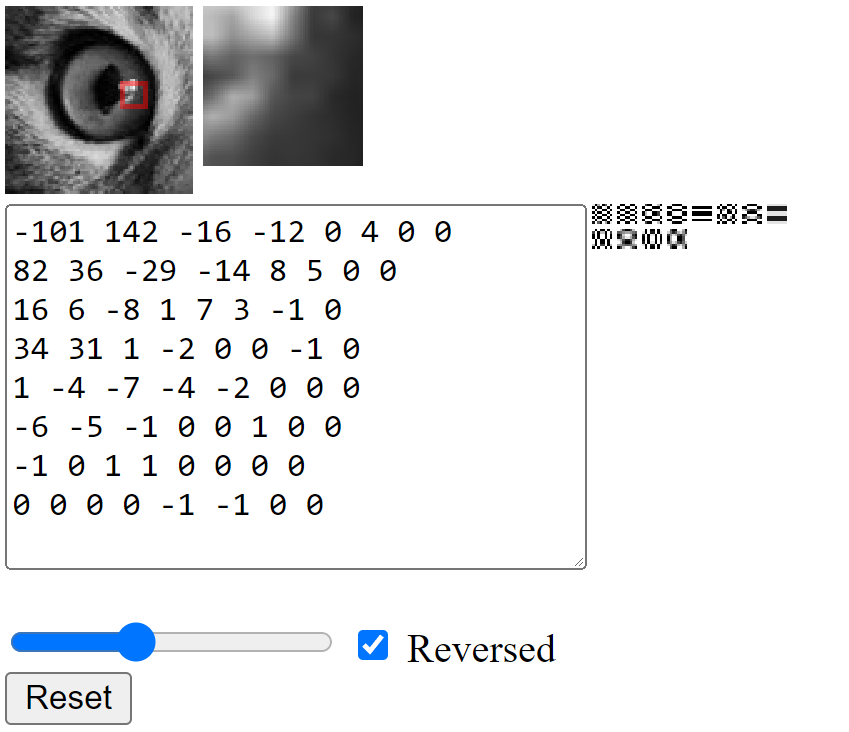 -101 142 -16 -12 0 4 0 0
82 36 -29 -14 8 5 0 0
16 6 -8 1 7 3 -1 0
34 31 1 -2 0 0 -1 0
1 -4 -7 -4 -2 0 0 0
-6 -5 -1 0 0 1 0 0
-1 0 1 1 0 0 0 0
0 0 0 0 -1 -1 0 0
Reversed
Reset